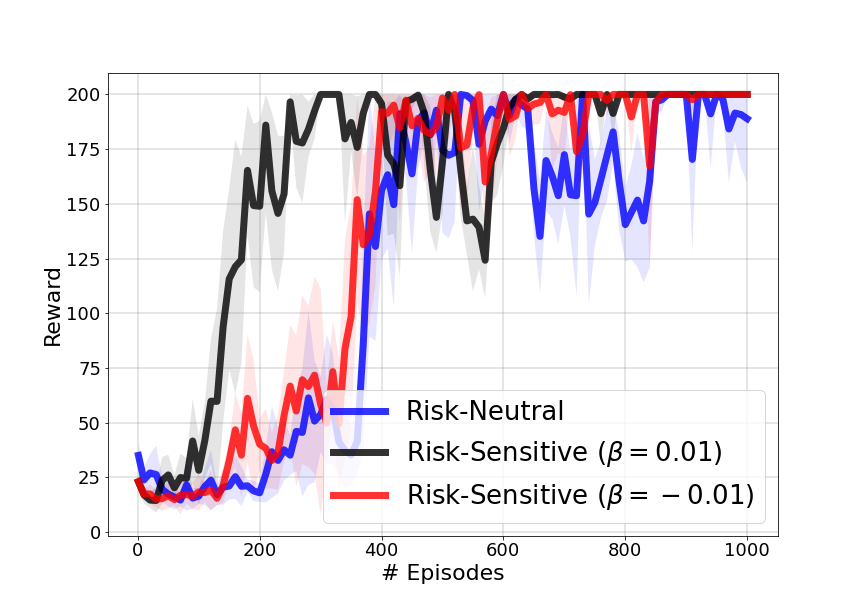 200
175
150
125
100
75
50
25
0
Reward
0 200 400 600 800 1000
# Episodes
Risk-Neutral
Risk-Sensitive (β = 0.01)
Risk-Sensitive (β = − 0.01)